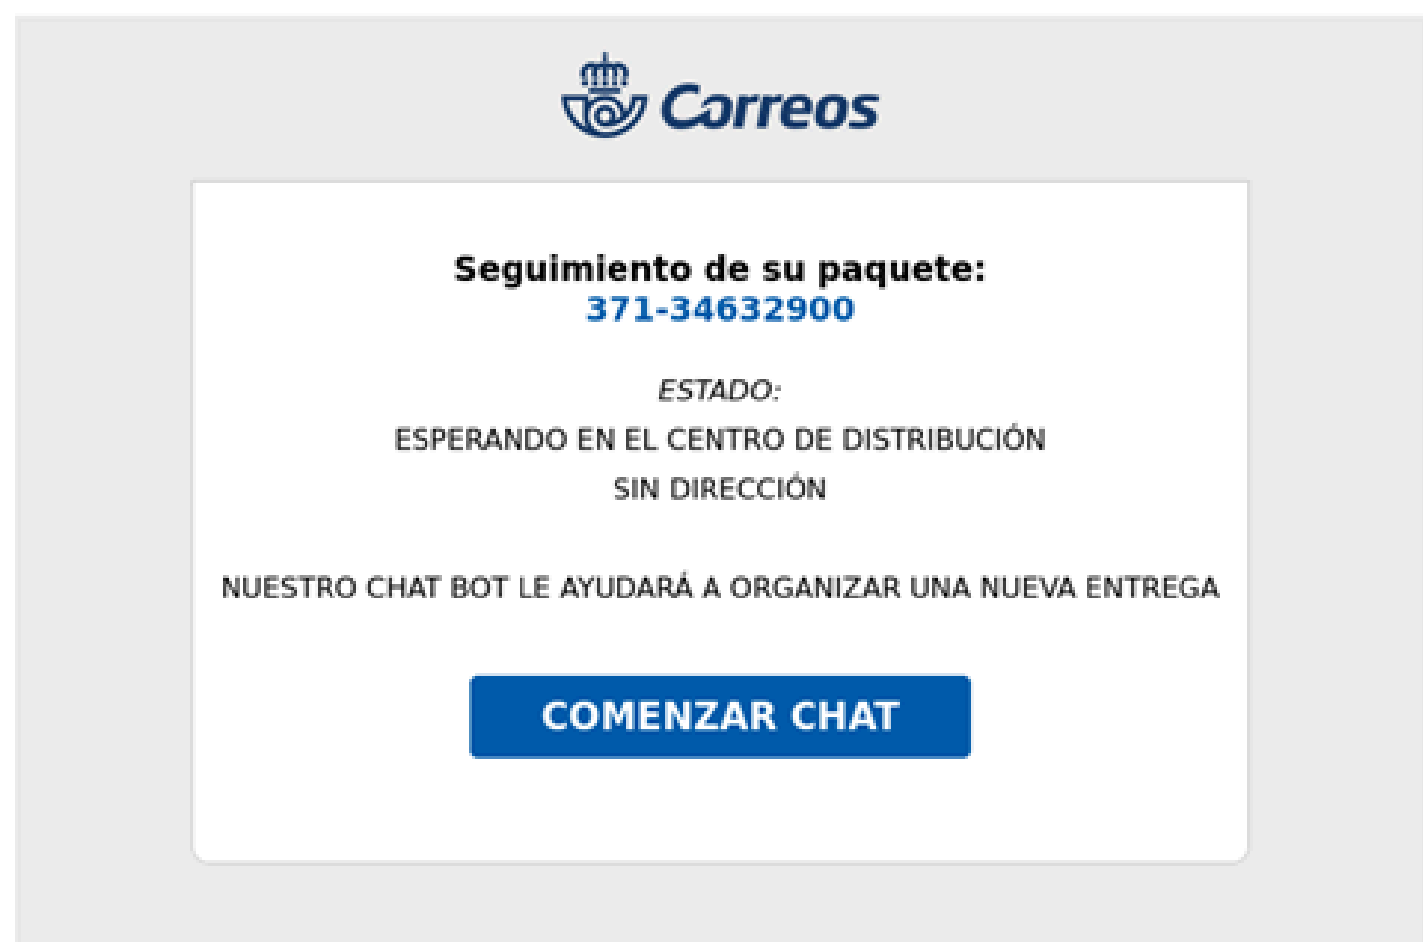 Correos
Seguimiento de su paquete:
371-34632900
ESTADO:
ESPERANDO EN EL CENTRO DE DISTRIBUCIÓN
SIN DIRECCIÓN
NUESTRO CHAT BOT LE AYUDARÁ A ORGANIZAR UNA NUEVA ENTREGA
COMENZAR CHAT